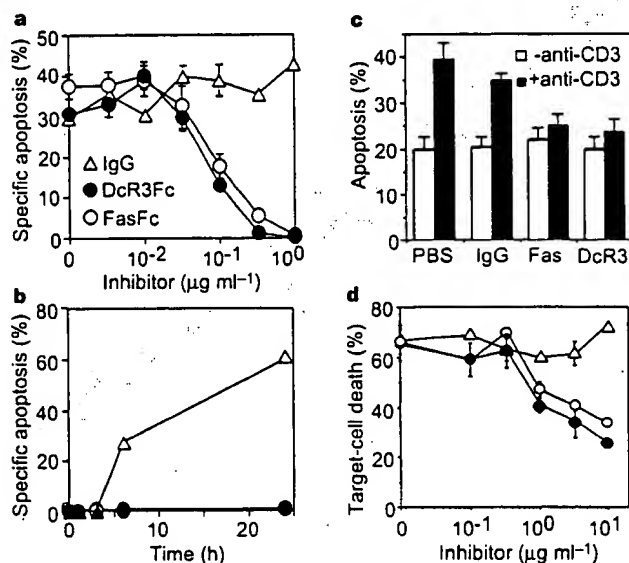 a
Specific apoptosis (%)
50
40
30
20
10
0
△ IgG
● DcR3Fc
○ FasFc
0 10⁻² 10⁻¹ 10⁰
Inhibitor (μg ml⁻¹)
b
Specific apoptosis (%)
80
60
40
20
0
0 10 20
Time (h)
c
Apoptosis (%)
40
30
20
10
0
□ -anti-CD3
■ +anti-CD3
PBS IgG Fas DcR3
d
Target-cell death (%)
80
60
40
20
0 10⁻¹ 10⁰ 10¹
Inhibitor (μg ml⁻¹)